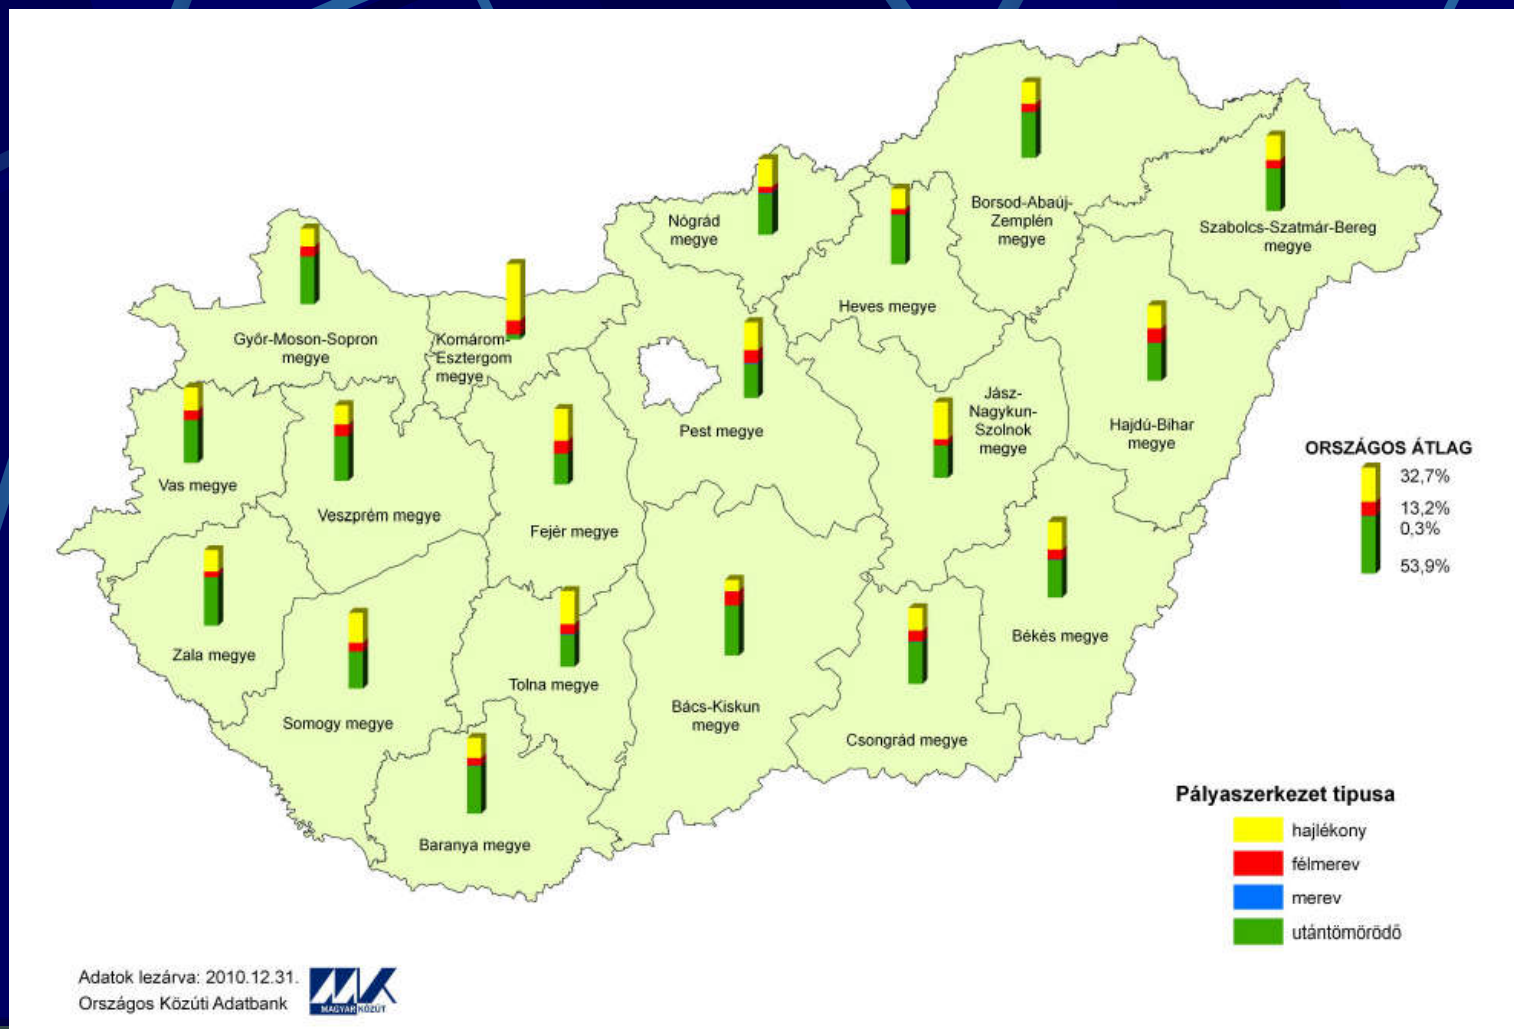 Borsod-Abaúj-
Zemplén
megye
Szabolcs-Szatmár-Bereg
megye
Nógrád
megye
Heves megye
Győr-Moson-Sopron
megye
Komárom-
Esztergom
megye
Pest megye
Jász-
Nagykun-
Szolnok
megye
Hajdú-Bihar
megye
Vas megye
Veszprém megye
Fejér megye
Zala megye
Somogy megye
Tolna megye
Bács-Kiskun
megye
Békés megye
Csongrád megye
Baranya megye
ORSZÁGOS ÁTLAG
32,7%
13,2%
0,3%
53,9%
Pályaszerkezet tipusa
hajlékony
félmerev
merev
utántömörödő
Adatok lezárva: 2010.12.31.
Országos Közúti Adatbank
MAGYAR KÖZÚT